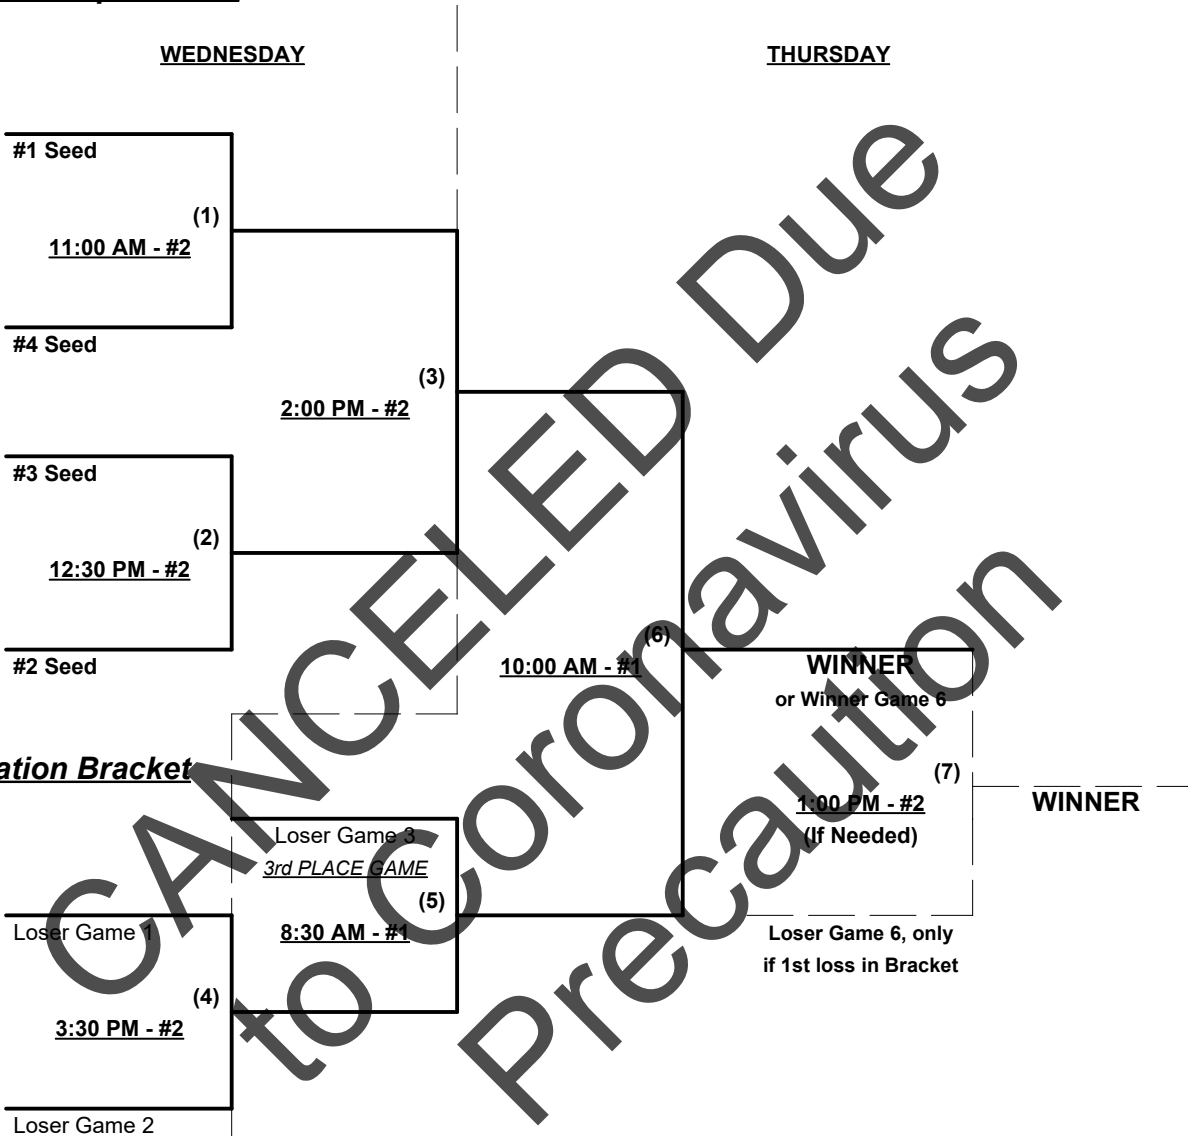 WEDNESDAY
THURSDAY
#1 Seed
(1)
11:00 AM - #2
#4 Seed
(3)
2:00 PM - #2
#3 Seed
(2)
12:30 PM - #2
#2 Seed
(6)
10:00 AM - #1
WINNER
or Winner Game 6
ation Bracket
(7)
1:00 PM - #2
(If Needed)
WINNER
Loser Game 3
3rd PLACE GAME
(5)
8:30 AM - #1
Loser Game 1
Loser Game 6, only
if 1st loss in Bracket
(4)
3:30 PM - #2
Loser Game 2
CANCELED Due
to Coronavirus
Precaution